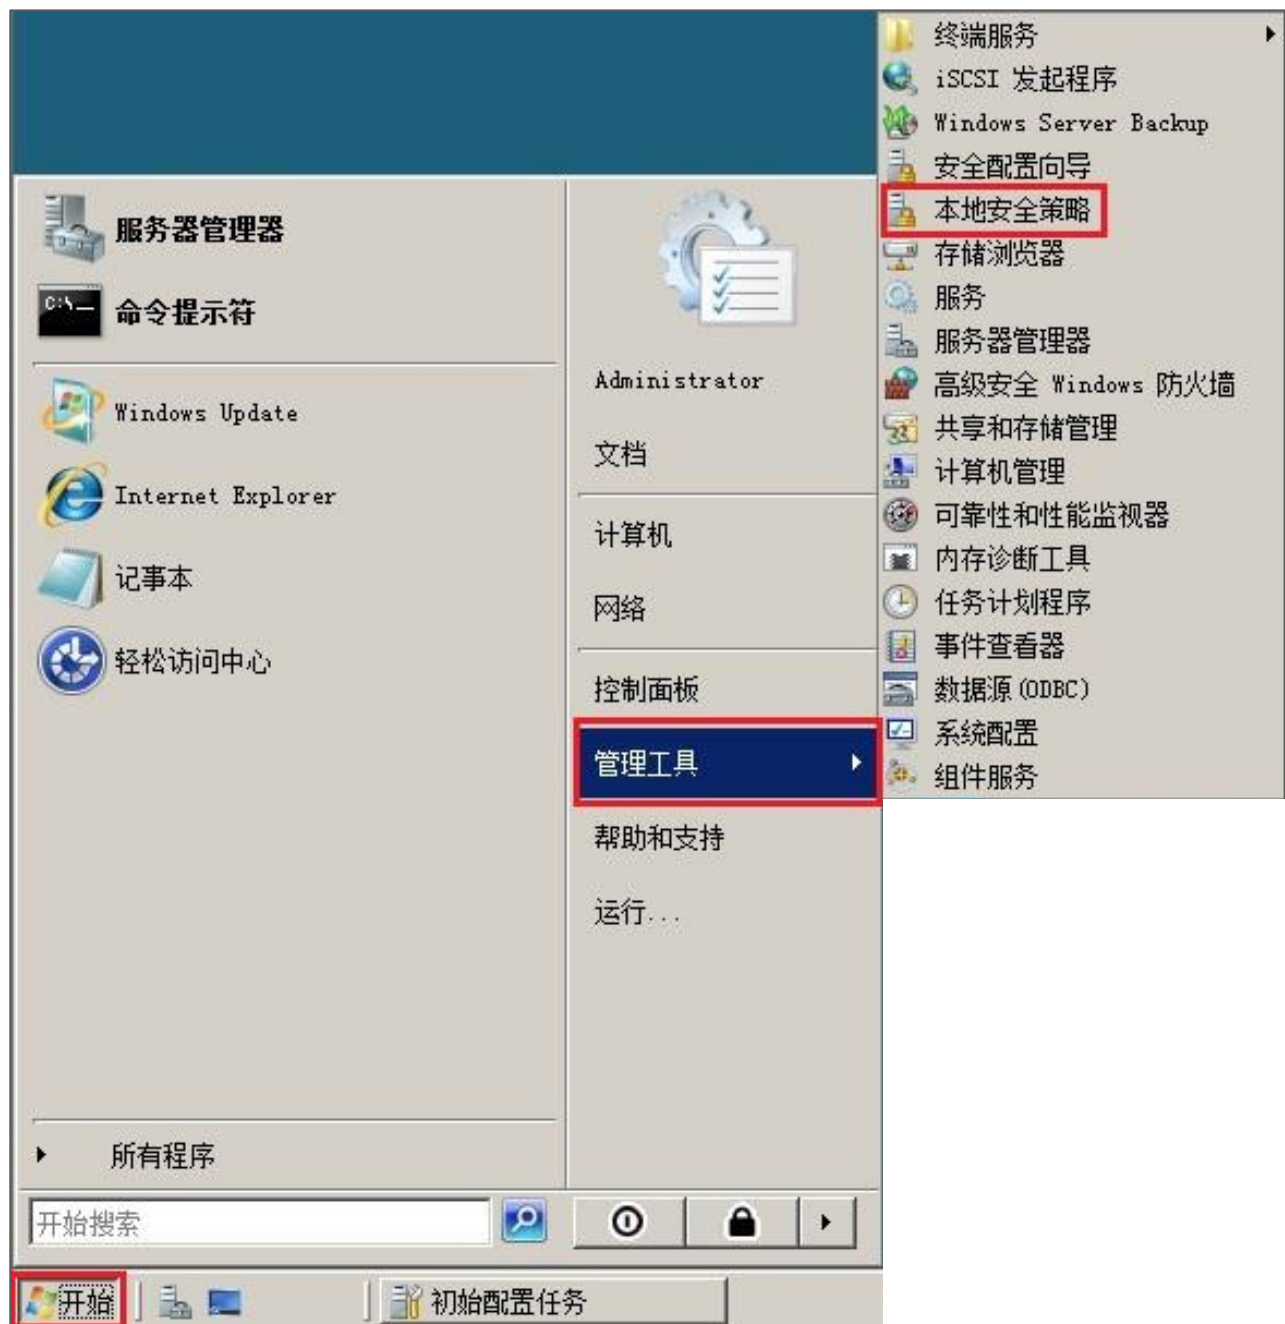 服务器管理器
命令提示符
Windows Update
Internet Explorer
记事本
轻松访问中心
所有程序
开始搜索
Administrator
文档
计算机
网络
控制面板
管理工具
帮助和支持
运行...
终端服务
iSCSI 发起程序
Windows Server Backup
安全配置向导
本地安全策略
存储浏览器
服务
服务器管理器
高级安全 Windows 防火墙
共享和存储管理
计算机管理
可靠性和性能监视器
内存诊断工具
任务计划程序
事件查看器
数据源(ODBC)
系统配置
组件服务
开始
初始配置任务